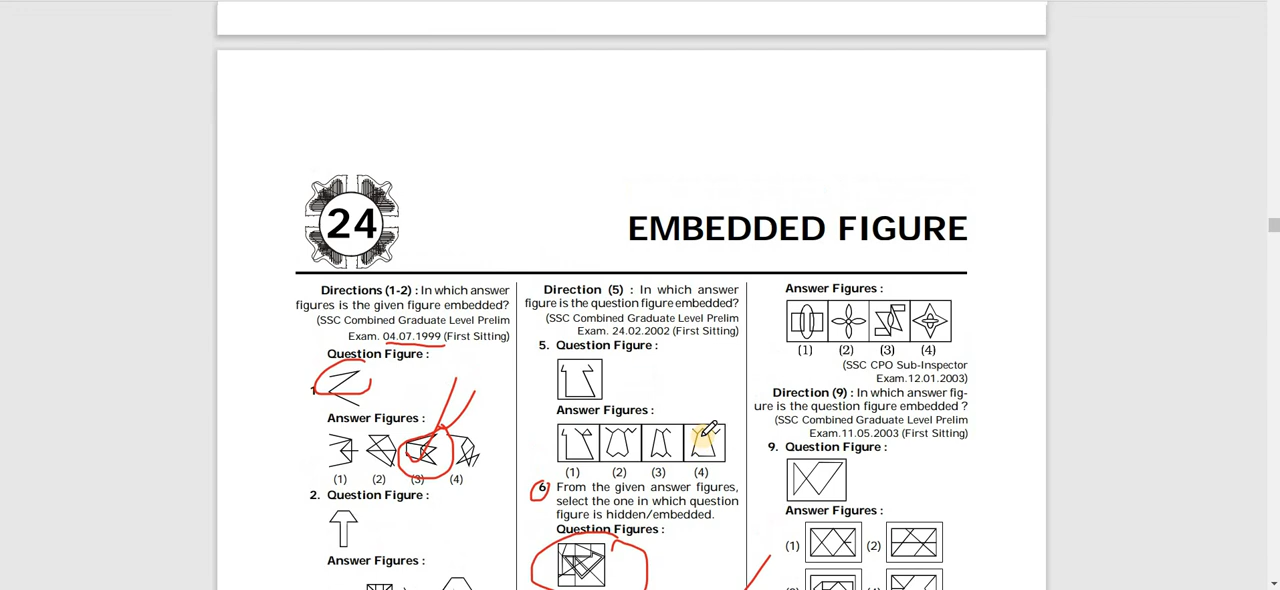 24
EMBEDDED FIGURE
Directions (1-2) : In which answer
figures is the given figure embedded?
(SSC Combined Graduate Level Prelim
Exam. 04.07.1999 (First Sitting)
Question Figure :
1
Answer Figures :
(1) (2) (3) (4)
2. Question Figure :
Answer Figures :
Direction (5) : In which answer
figure is the question figure embedded?
(SSC Combined Graduate Level Prelim
Exam. 24.02.2002 (First Sitting)
5. Question Figure :
Answer Figures :
(1) (2) (3) (4)
6 From the given answer figures,
select the one in which question
figure is hidden/embedded.
Question Figures :
Answer Figures :
(1) (2) (3) (4)
(SSC CPO Sub-Inspector
Exam.12.01.2003)
Direction (9) : In which answer fig-
ure is the question figure embedded ?
(SSC Combined Graduate Level Prelim
Exam.11.05.2003 (First Sitting)
9. Question Figure :
Answer Figures :
(1) (2)